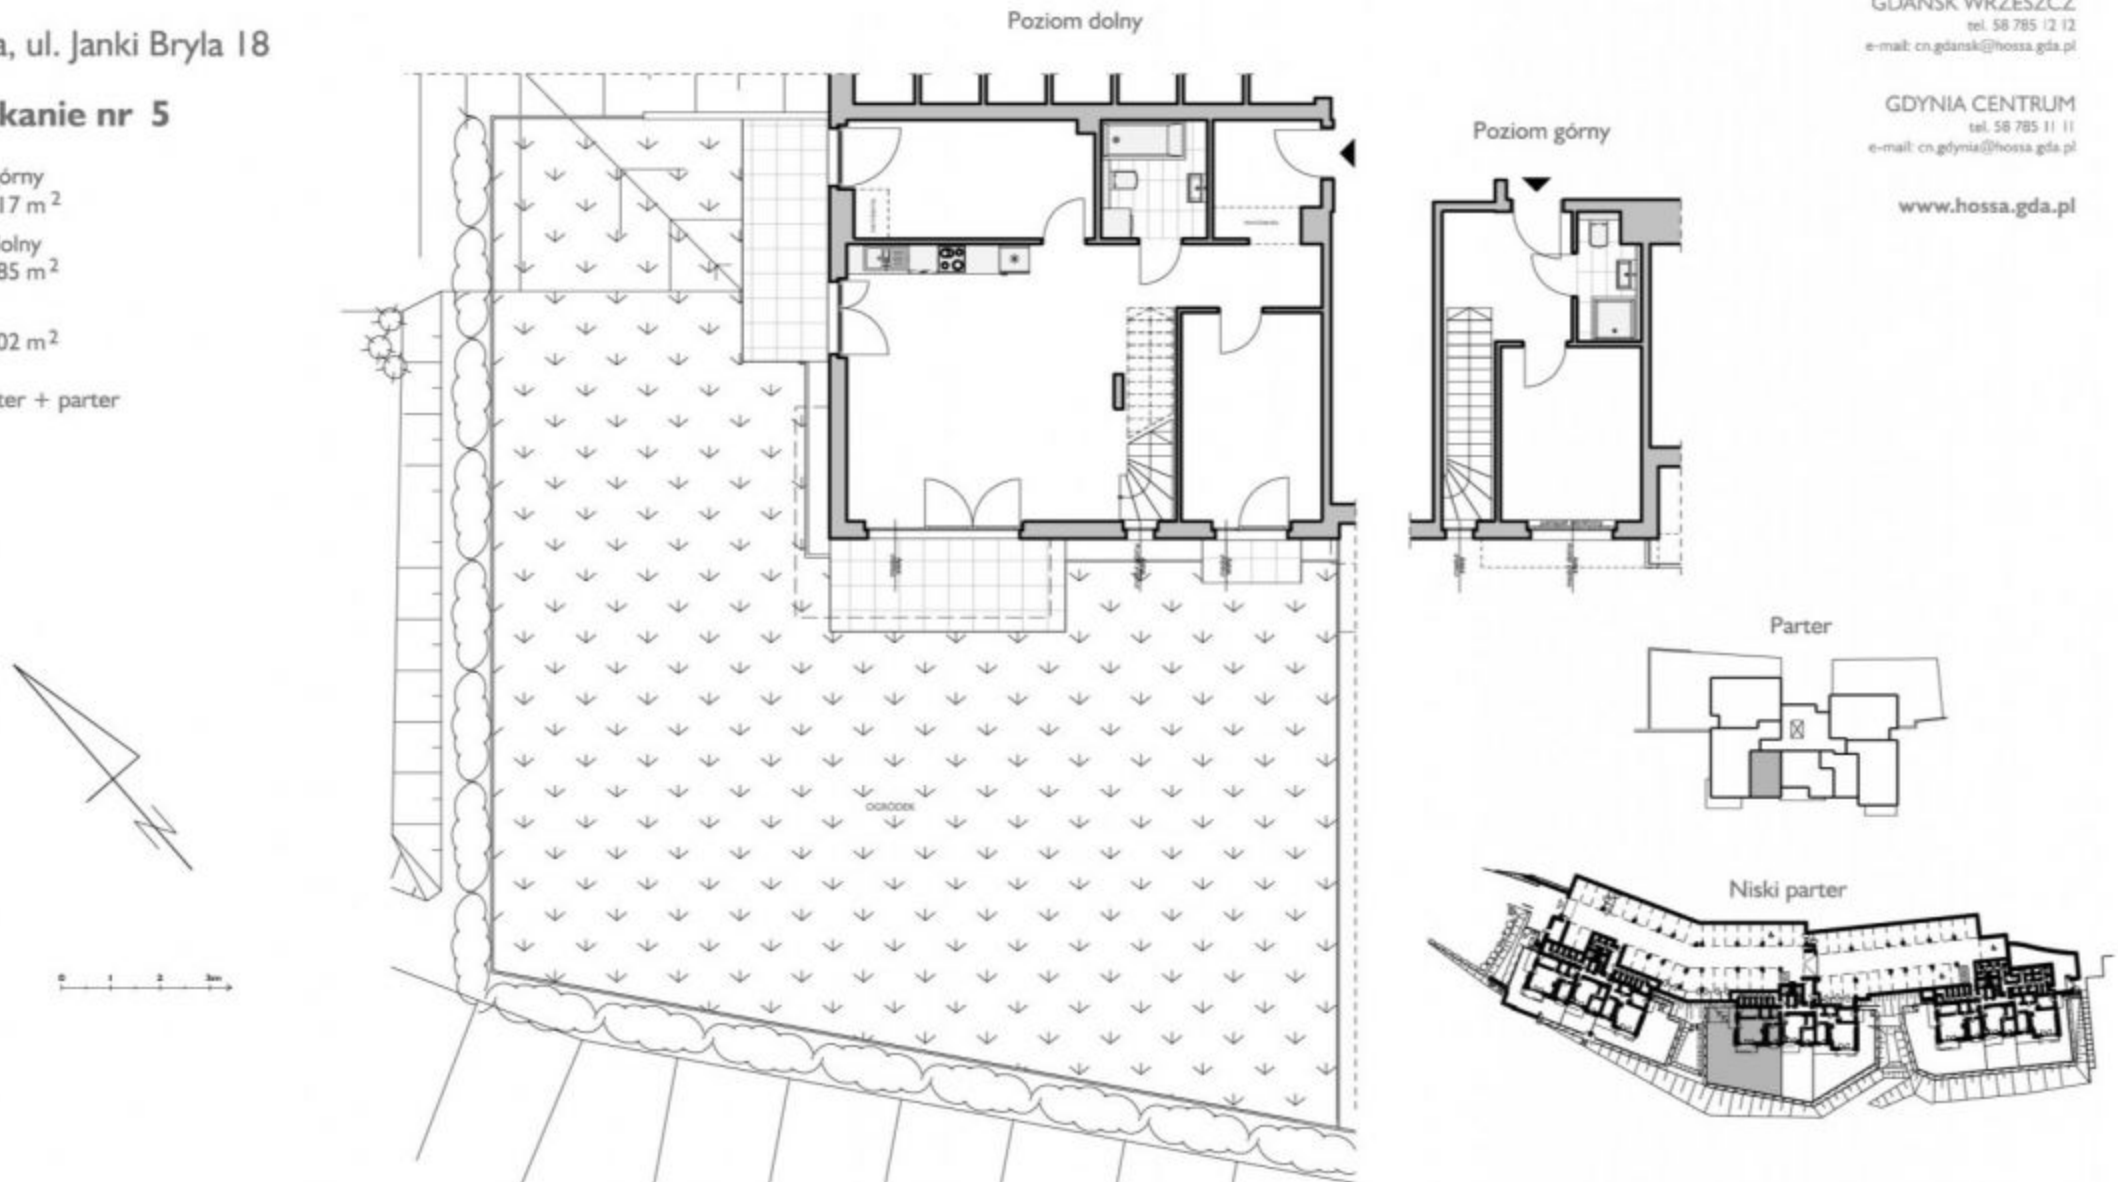 a, ul. Janki Bryla 18
kanie nr 5
órny
17 m²
olny
85 m²
02 m²
ter + parter
0 1 2 3m
Poziom dolny
OGRÓDEK
Poziom górny
GDAŃSK WRZESZCZ
tel. 58 785 12 12
e-mail: cn.gdansk@hossa.gda.pl
GDYNIA CENTRUM
tel. 58 785 11 11
e-mail: cn.gdynia@hossa.gda.pl
www.hossa.gda.pl
Parter
Niski parter